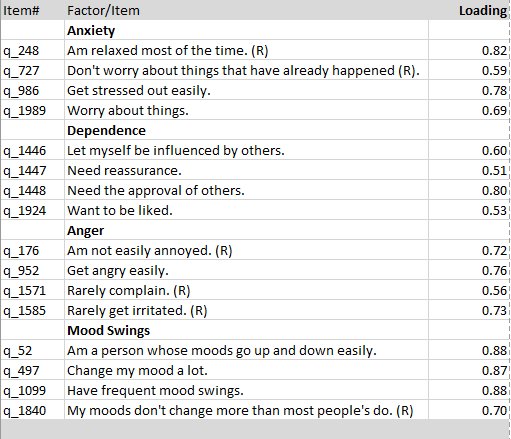 Item# Factor/Item Loading
Anxiety
q_248 Am relaxed most of the time. (R) 0.82
q_727 Don't worry about things that have already happened (R). 0.59
q_986 Get stressed out easily. 0.78
q_1989 Worry about things. 0.69
Dependence
q_1446 Let myself be influenced by others. 0.60
q_1447 Need reassurance. 0.51
q_1448 Need the approval of others. 0.80
q_1924 Want to be liked. 0.53
Anger
q_176 Am not easily annoyed. (R) 0.72
q_952 Get angry easily. 0.76
q_1571 Rarely complain. (R) 0.56
q_1585 Rarely get irritated. (R) 0.73
Mood Swings
q_52 Am a person whose moods go up and down easily. 0.88
q_497 Change my mood a lot. 0.87
q_1099 Have frequent mood swings. 0.88
q_1840 My moods don't change more than most people's do. (R) 0.70